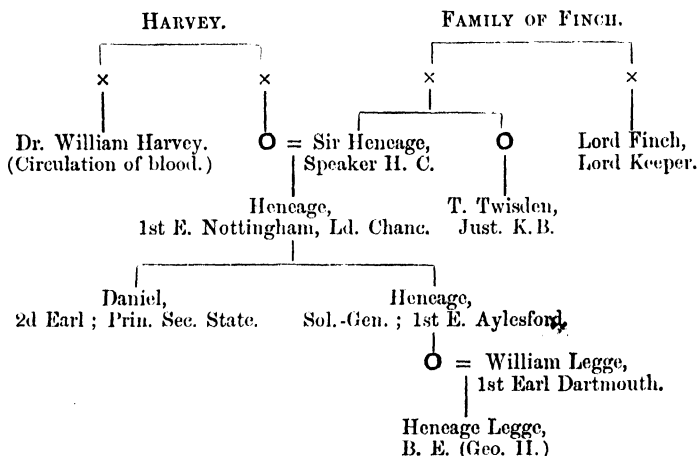 HARVEY. FAMILY OF FINCH.
× × × ×
Dr. William Harvey. O = Sir Heneage, O Lord Finch,
(Circulation of blood.) Speaker H. C. Lord Keeper.
Heneage, T. Twisden,
1st E. Nottingham, Ld. Chanc. Just. K.B.
Daniel, Heneage,
2d Earl ; Prin. Sec. State. Sol.-Gen. ; 1st E. Aylesford.
O = William Legge,
1st Earl Dartmouth.
Heneage Legge,
B. E. (Geo. II.)